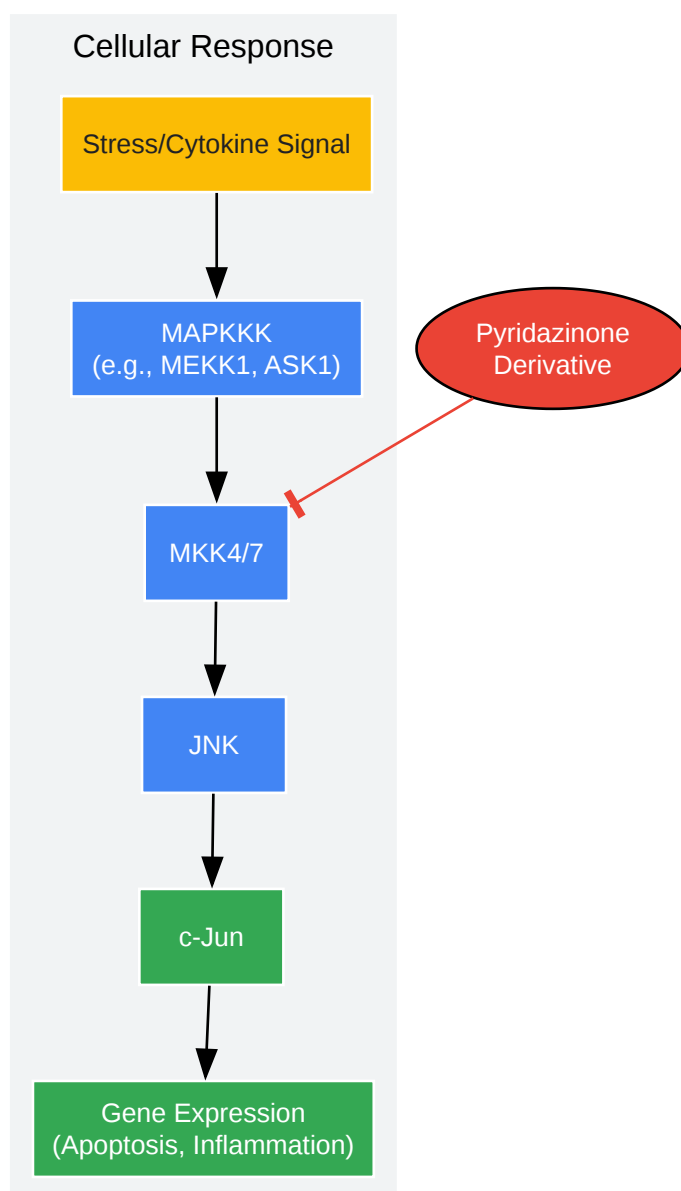 Cellular Response
Stress/Cytokine Signal
MAPKKK
(e.g., MEKK1, ASK1)
Pyridazinone
Derivative
MKK4/7
JNK
c-Jun
Gene Expression
(Apoptosis, Inflammation)